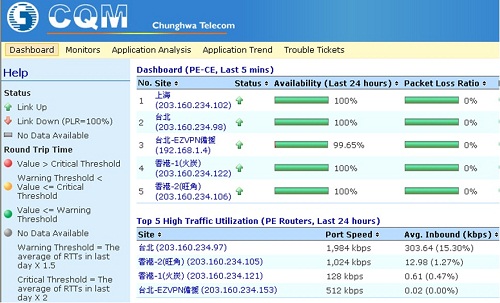 CQM
Chunghwa Telecom
Dashboard Monitors Application Analysis Application Trend Trouble Tickets
Help
Status
Link Up
Link Down (PLR=100%)
No Data Available
Round Trip Time
Value > Critical Threshold
Warning Threshold <
Value <= Critical
Threshold
Value <= Warning
Threshold
No Data Available
Warning Threshold = The
average of RTTs in last
day X 1.5
Critical Threshold = The
average of RTTs in last
day X 2
Dashboard (PE-CE, Last 5 mins)
No. Site Status Availability (Last 24 hours) Packet Loss Ratio
1 上海 (203.160.234.102) 100% 0%
2 台北 (203.160.234.98) 100% 0%
3 台北-EZVPN備援 (192.168.1.4) 99.65% 0%
4 香港-1(火炭) (203.160.234.122) 100% 0%
5 香港-2(旺角) (203.160.234.106) 100% 0%
Top 5 High Traffic Utilization (PE Routers, Last 24 hours)
Site Port Speed Avg. Inbound (kbps)
台北 (203.160.234.97) 1,984 kbps 303.64 (15.30%)
香港-2(旺角) (203.160.234.105) 1,024 kbps 12.98 (1.27%)
香港-1(火炭) (203.160.234.121) 128 kbps 0.61 (0.47%)
台北-EZVPN備援 (203.160.234.153) 512 kbps 0.02 (0.00%)